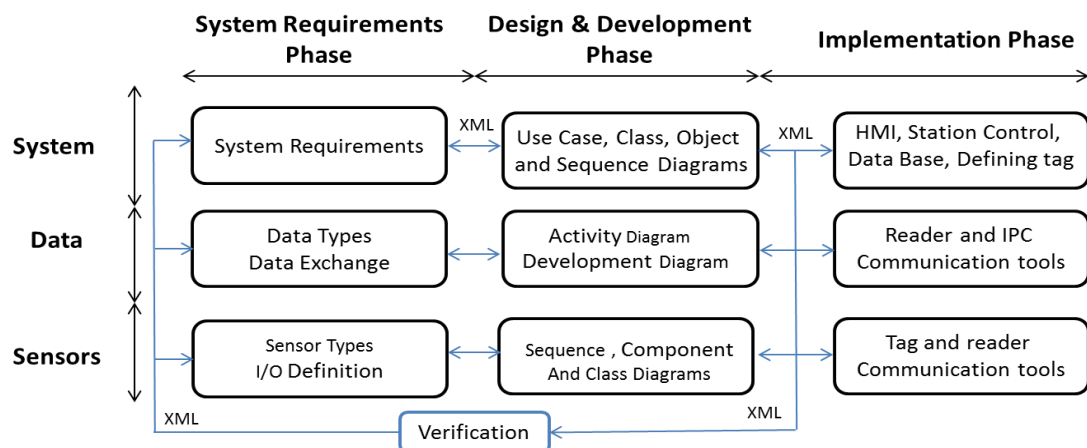 System Requirements
Phase
Design & Development
Phase
Implementation Phase
System
System Requirements
XML
Use Case, Class, Object
and Sequence Diagrams
XML
HMI, Station Control,
Data Base, Defining tag
Data
Data Types
Data Exchange
Activity Diagram
Development Diagram
Reader and IPC
Communication tools
Sensors
Sensor Types
I/O Definition
Sequence , Component
And Class Diagrams
Tag and reader
Communication tools
XML
Verification
XML